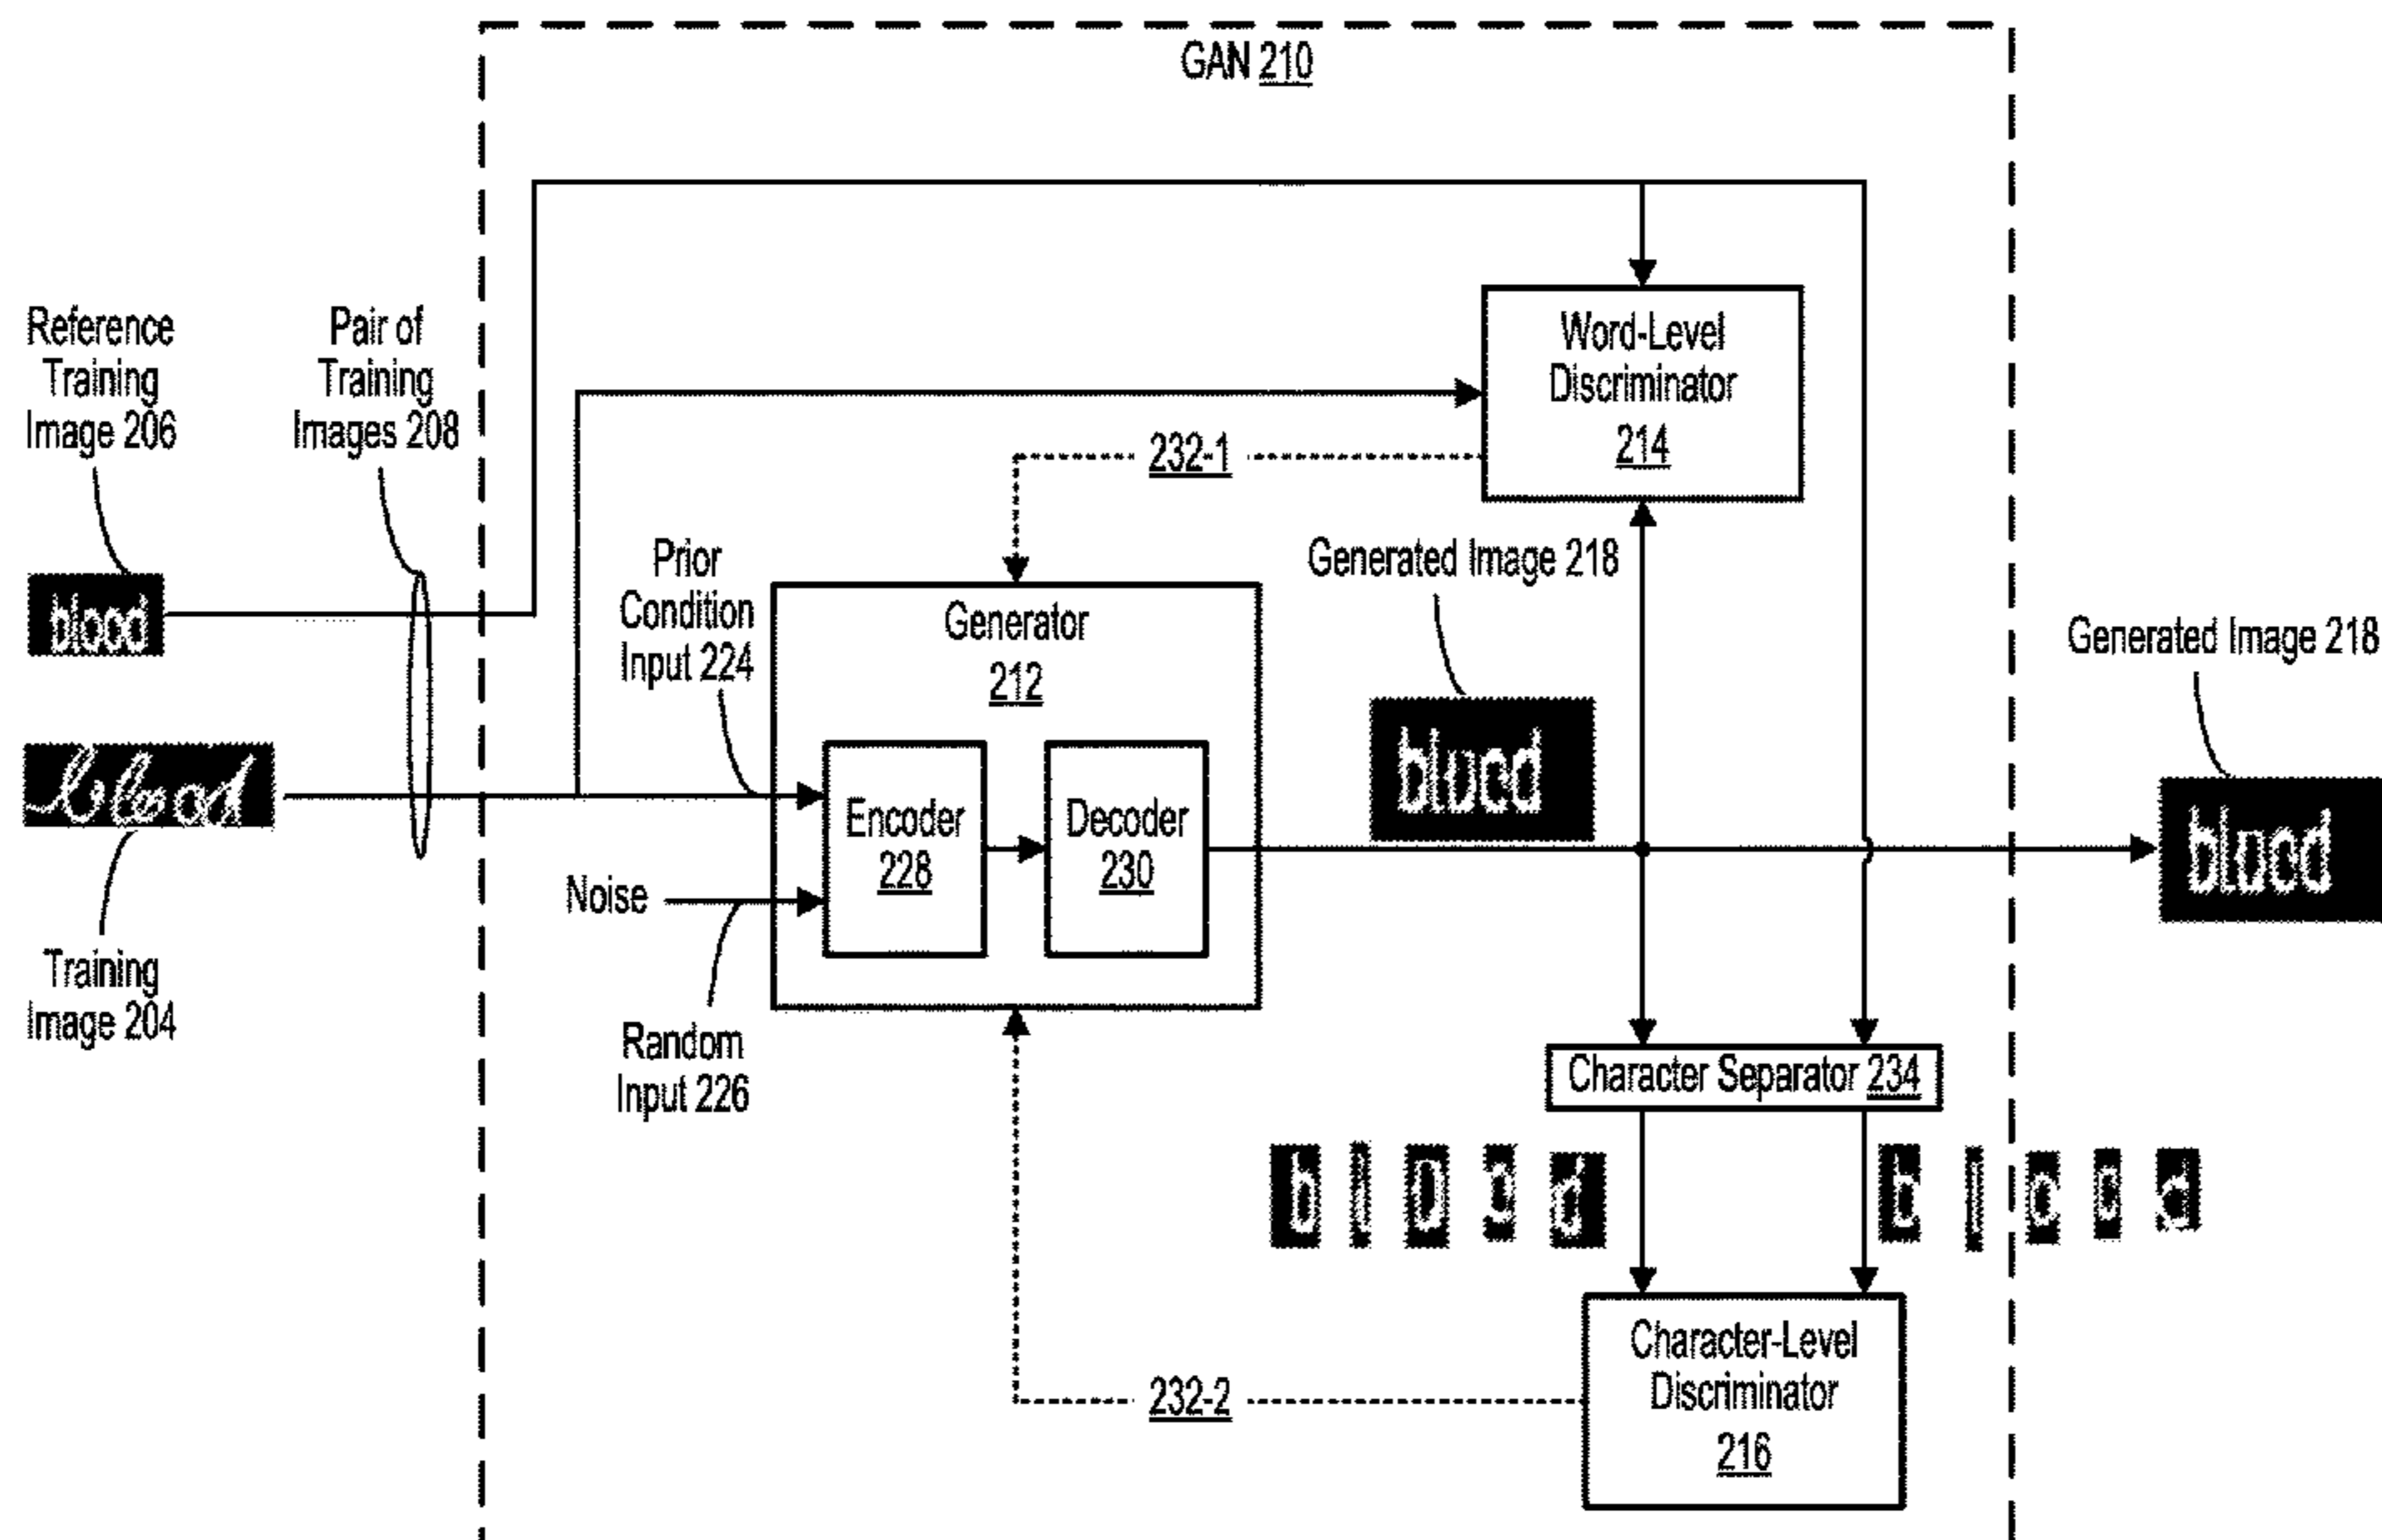 GAN 210
Reference
Training
Image 206
Pair of
Training
Images 208
Word-Level
Discriminator
214
232-1
blood
Prior
Condition
Input 224
Generator
212
Generated Image 218
Generated Image 218
blood
Encoder
228
Decoder
230
Noise
Training
Image 204
Random
Input 226
Character Separator 234
Character-Level
Discriminator
216
232-2